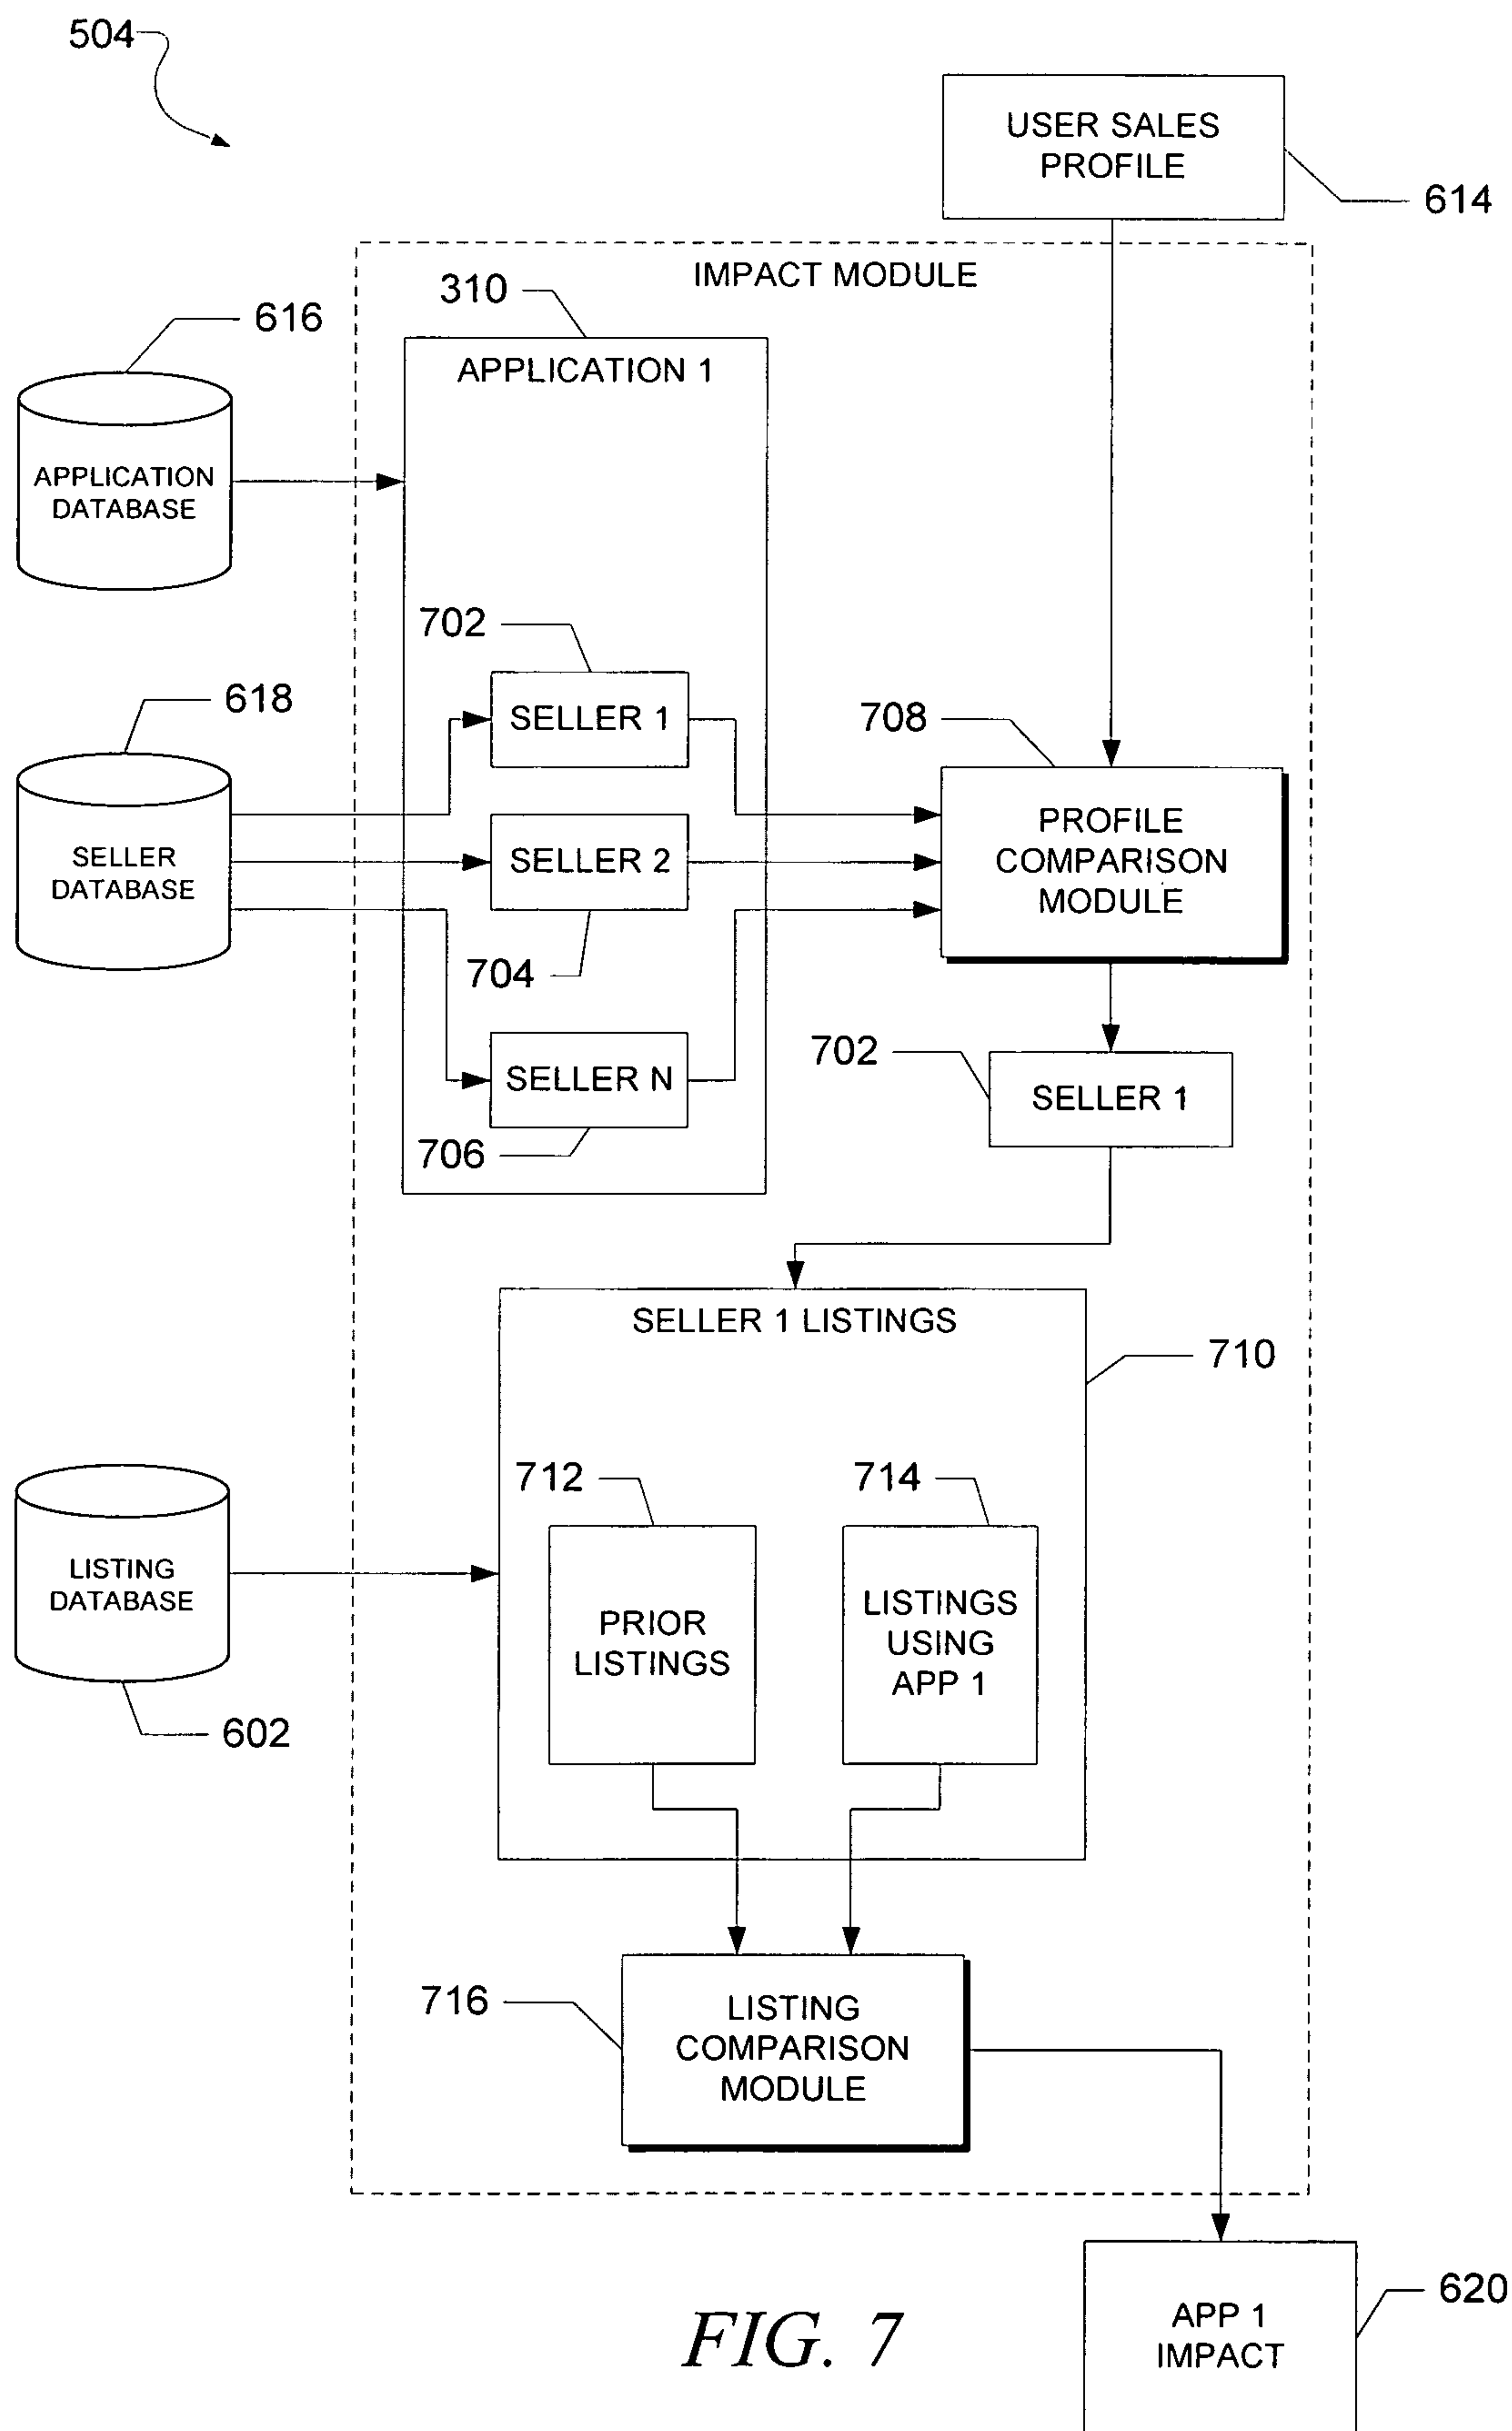 504
USER SALES
PROFILE
614
IMPACT MODULE
310
616
APPLICATION 1
APPLICATION
DATABASE
702
618
SELLER 1
708
SELLER
DATABASE
SELLER 2
PROFILE
COMPARISON
MODULE
704
702
SELLER N
SELLER 1
706
SELLER 1 LISTINGS
710
712
714
LISTING
DATABASE
PRIOR
LISTINGS
LISTINGS
USING
APP 1
602
716
LISTING
COMPARISON
MODULE
620
APP 1
IMPACT
FIG. 7